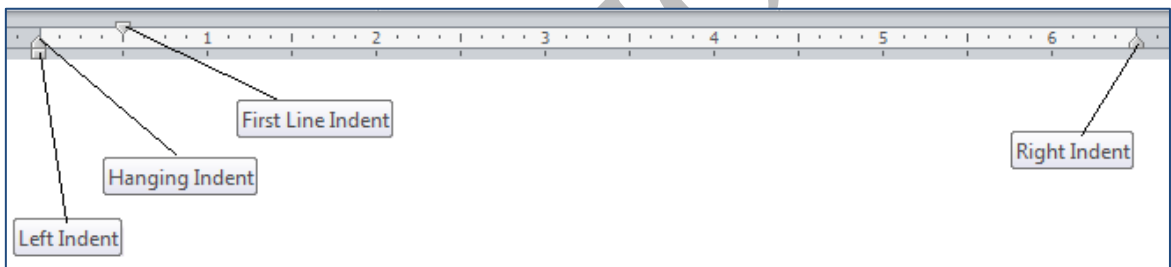 1 2 3 4 5 6
First Line Indent
Right Indent
Hanging Indent
Left Indent